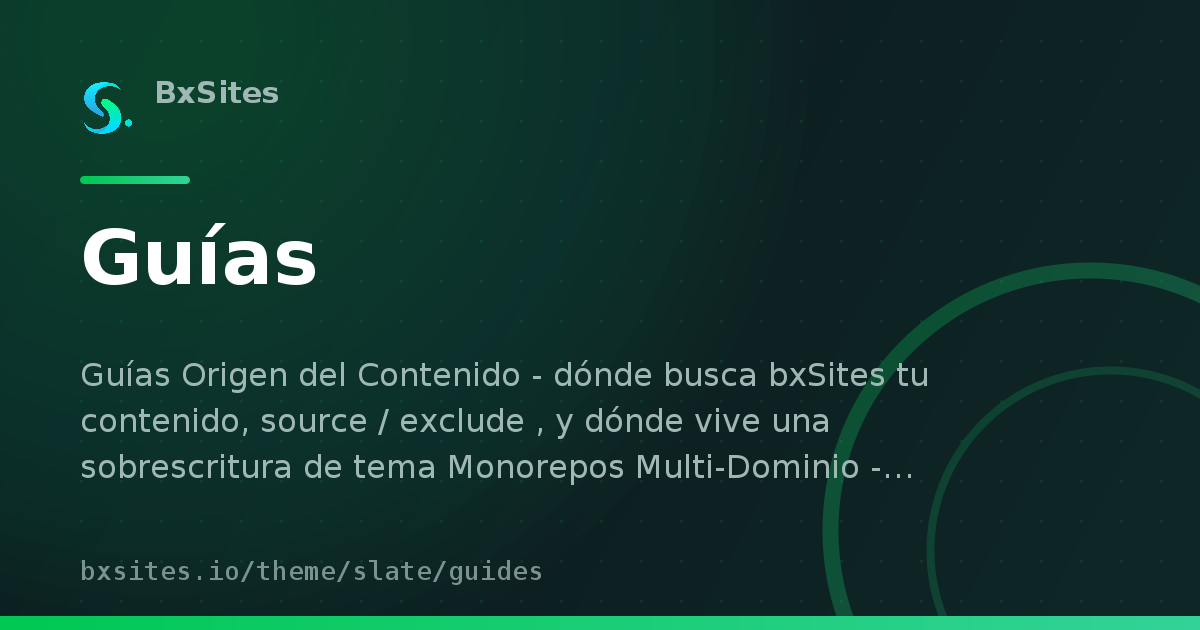 BxSites
Guías
Guías Origen del Contenido - dónde busca bxSites tu
contenido, source / exclude , y dónde vive una
sobrescritura de tema Monorepos Multi-Dominio -...
bxsites.io/theme/slate/guides